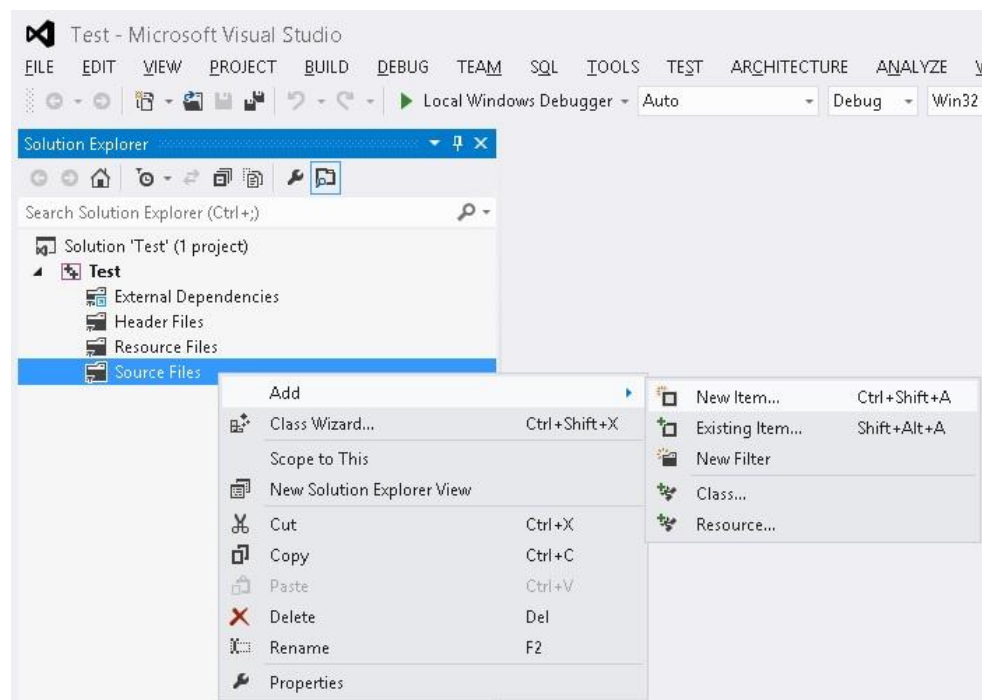 Test - Microsoft Visual Studio
FILE EDIT VIEW PROJECT BUILD DEBUG TEAM SQL TOOLS TEST ARCHITECTURE ANALYZE
Local Windows Debugger Auto Debug Win32
Solution Explorer
Search Solution Explorer (Ctrl+;)
Solution 'Test' (1 project)
Test
External Dependencies
Header Files
Resource Files
Source Files
Add
Class Wizard... Ctrl+Shift+X
Scope to This
New Solution Explorer View
Cut Ctrl+X
Copy Ctrl+C
Paste Ctrl+V
Delete Del
Rename F2
Properties
New Item... Ctrl+Shift+A
Existing Item... Shift+Alt+A
New Filter
Class...
Resource...